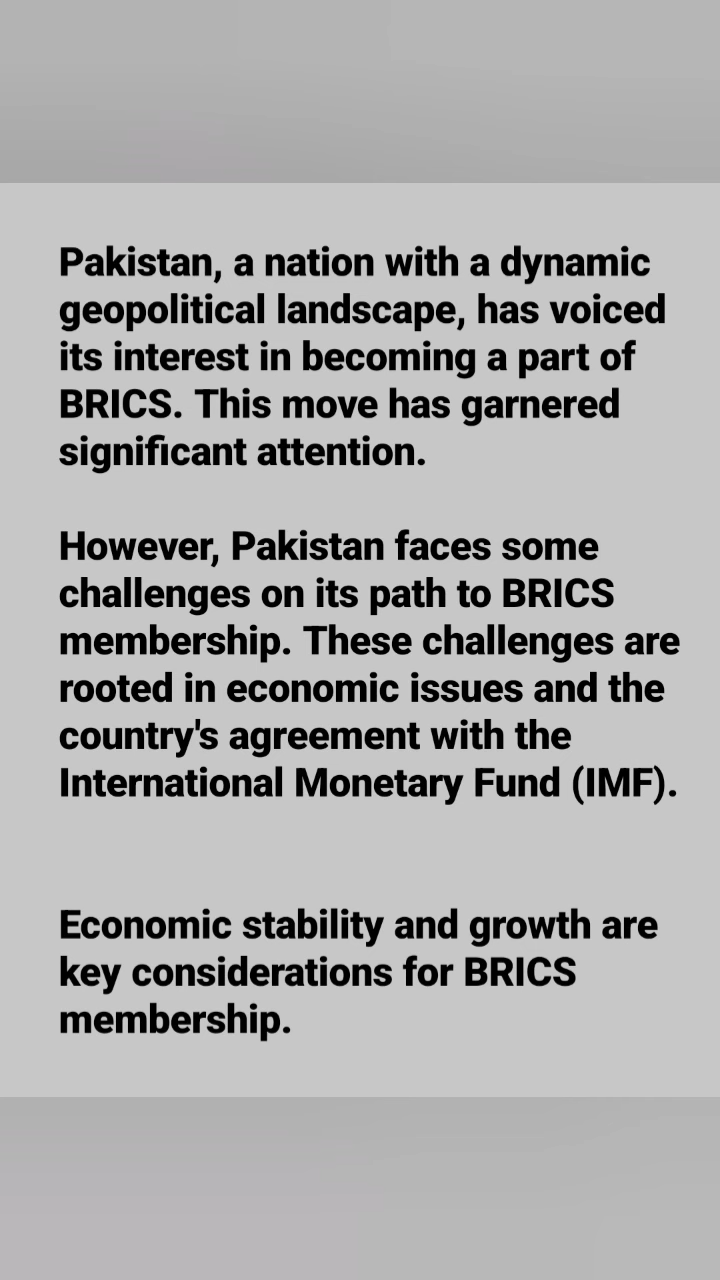 Pakistan, a nation with a dynamic
geopolitical landscape, has voiced
its interest in becoming a part of
BRICS. This move has garnered
significant attention.
However, Pakistan faces some
challenges on its path to BRICS
membership. These challenges are
rooted in economic issues and the
country's agreement with the
International Monetary Fund (IMF).
Economic stability and growth are
key considerations for BRICS
membership.